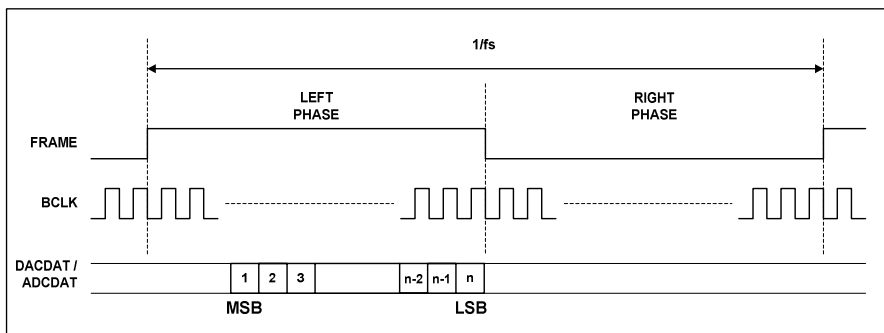 1/fs
LEFT
PHASE
RIGHT
PHASE
FRAME
BCLK
DACDAT /
ADCDAT
1 2 3 n-2 n-1 n
MSB LSB